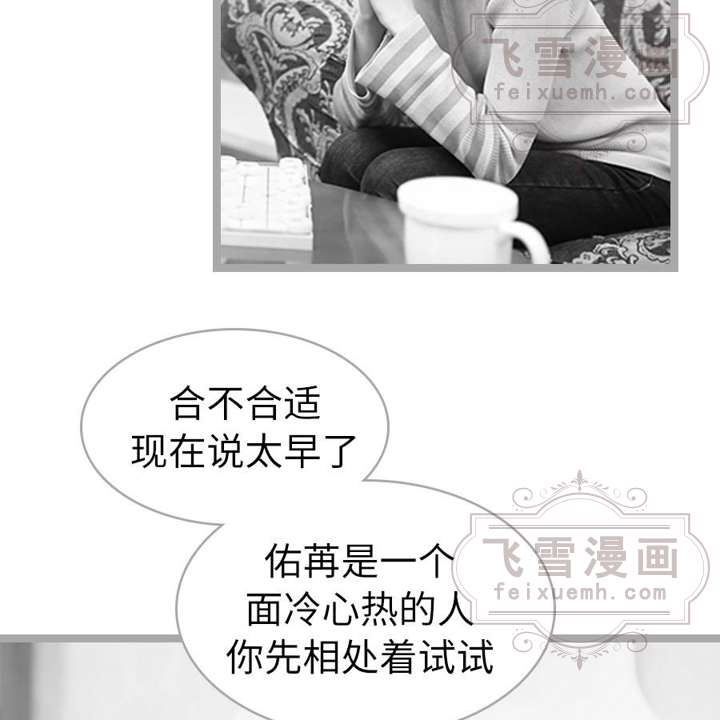 飞雪漫画
feixuemh.com
合不合适
现在说太早了
佑苒是一个
面冷心热的人
你先相处着试试
飞雪漫画
feixuemh.com